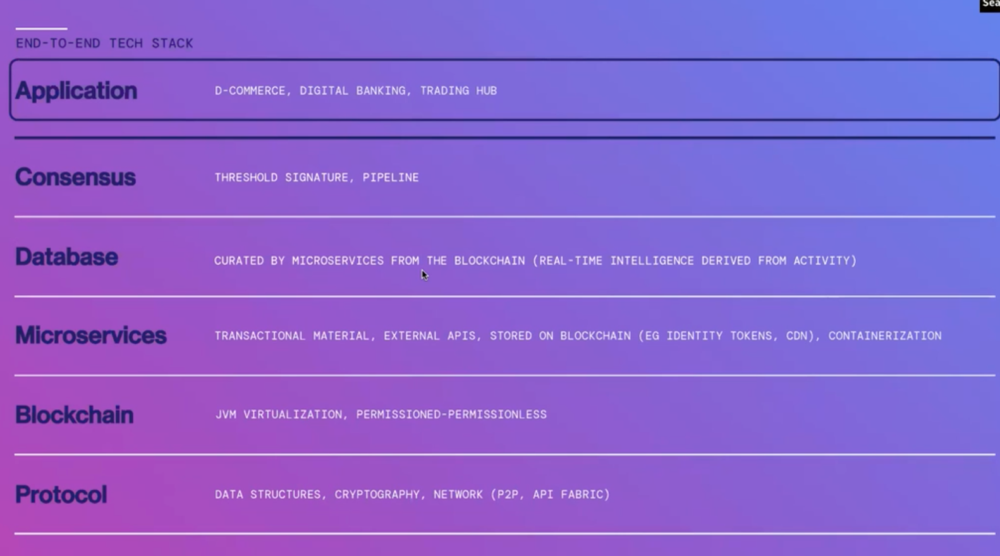 Sea
END-TO-END TECH STACK
Application D-COMMERCE, DIGITAL BANKING, TRADING HUB
Consensus THRESHOLD SIGNATURE, PIPELINE
Database CURATED BY MICROSERVICES FROM THE BLOCKCHAIN (REAL-TIME INTELLIGENCE DERIVED FROM ACTIVITY)
Microservices TRANSACTIONAL MATERIAL, EXTERNAL APIS, STORED ON BLOCKCHAIN (EG IDENTITY TOKENS, CDN), CONTAINERIZATION
Blockchain JVM VIRTUALIZATION, PERMISSIONED-PERMISSIONLESS
Protocol DATA STRUCTURES, CRYPTOGRAPHY, NETWORK (P2P, API FABRIC)